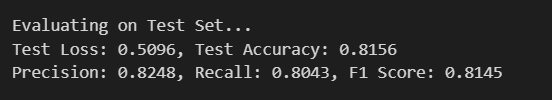 Evaluating on Test Set...
Test Loss: 0.5096, Test Accuracy: 0.8156
Precision: 0.8248, Recall: 0.8043, F1 Score: 0.8145